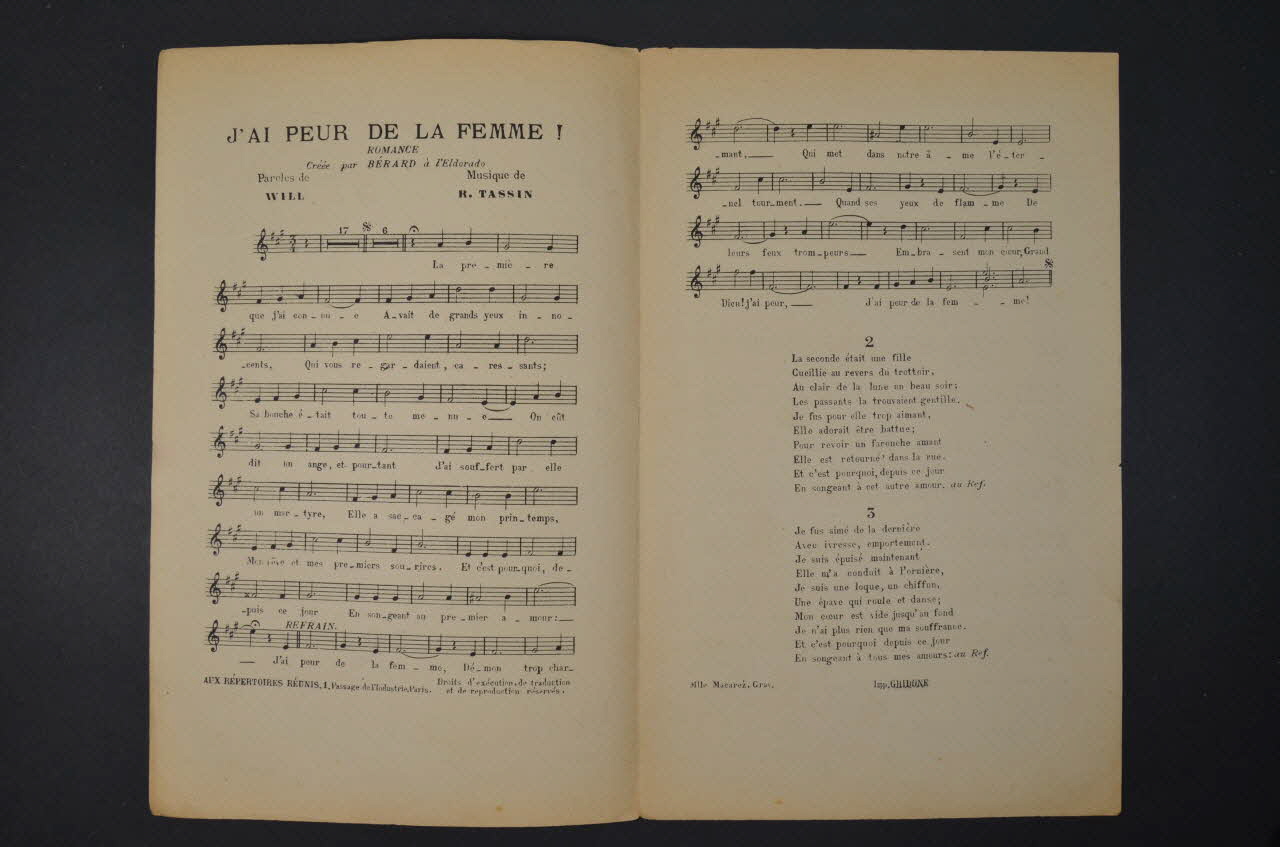 J'AI PEUR DE LA FEMME !
ROMANCE
Créée par BÉRARD à l'Eldorado
Paroles de
WILL
Musique de
R. TASSIN
17 6
La pre - miè - re
que j'ai con - nu - e A - vait de grands yeux in - no -
- cents, Qui vous re - gar - daient, ca - res - sants;
Sa bouche é - tait tou - te me - nu - e On eût
dit un ange, et pour - tant J'ai souf - fert par elle
un mar - tyre, Elle a sac - ca - gé mon prin - temps,
Mon rêve et mes pre - miers sou - rires. Et c'est pour - quoi, de -
- puis ce jour En son - geant au pre - mier a - mour:
REFRAIN.
J'ai peur de la fem - me, Dé - mon trop char -
AUX RÉPERTOIRES RÉUNIS, 1, Passage de l'Industrie, Paris.
Droits d'exécution, de traduction
et de reproduction réservés.
- mant, Qui met dans notre â - me l'é - ter -
- nel tour - ment. Quand ses yeux de flam - me De
leurs feux trom - peurs Em - bra - sent mon cœur, Grand
Dieu! j'ai peur, J'ai peur de la fem - me!
2
La seconde était une fille
Cueillie au revers du trottoir,
Au clair de la lune un beau soir;
Les passants la trouvaient gentille.
Je fus pour elle trop aimant,
Elle adorait être battue;
Pour revoir un farouche amant
Elle est retourné' dans la rue.
Et c'est pourquoi, depuis ce jour
En songeant à cet autre amour. au Ref.
3
Je fus aimé de la dernière
Avec ivresse, emportement.
Je suis épuisé maintenant
Elle m'a conduit à l'ornière,
Je suis une loque, un chiffon,
Une épave qui roule et danse;
Mon cœur est vide jusqu'au fond
Je n'ai plus rien que ma souffrance.
Et c'est pourquoi depuis ce jour
En songeant à tous mes amours: au Ref.
Mlle Macarez, Grav.
Imp. GHIDONE